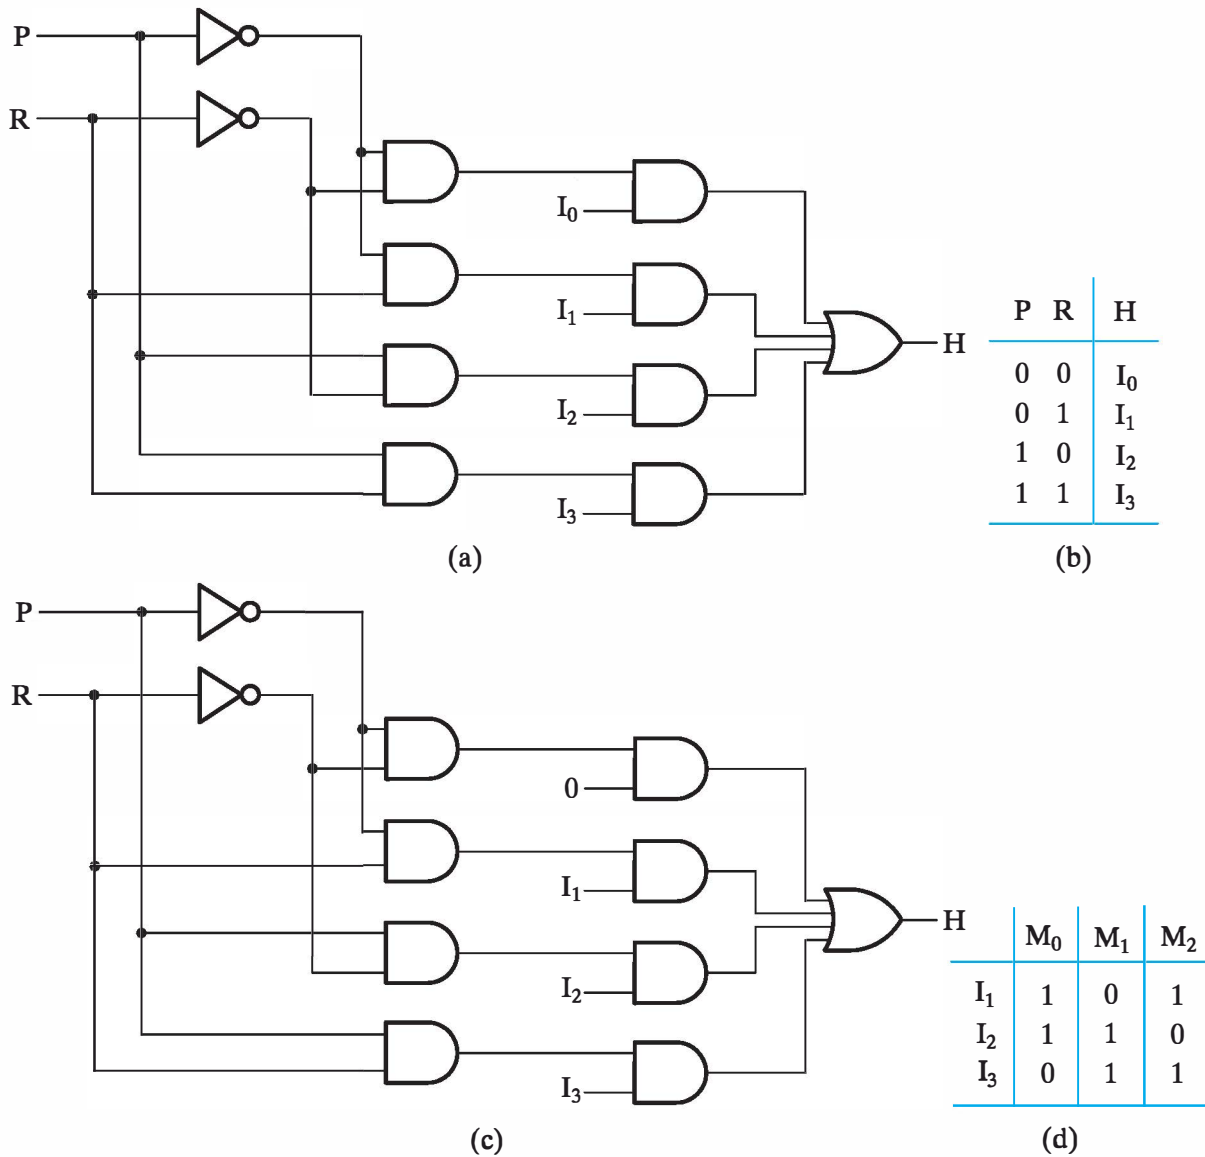 P
R
I₀
I₁
H
I₂
I₃
(a)
P R H
0 0 I₀
0 1 I₁
1 0 I₂
1 1 I₃
(b)
P
R
0
I₁
H
I₂
I₃
(c)
M₀ M₁ M₂
I₁ 1 0 1
I₂ 1 1 0
I₃ 0 1 1
(d)